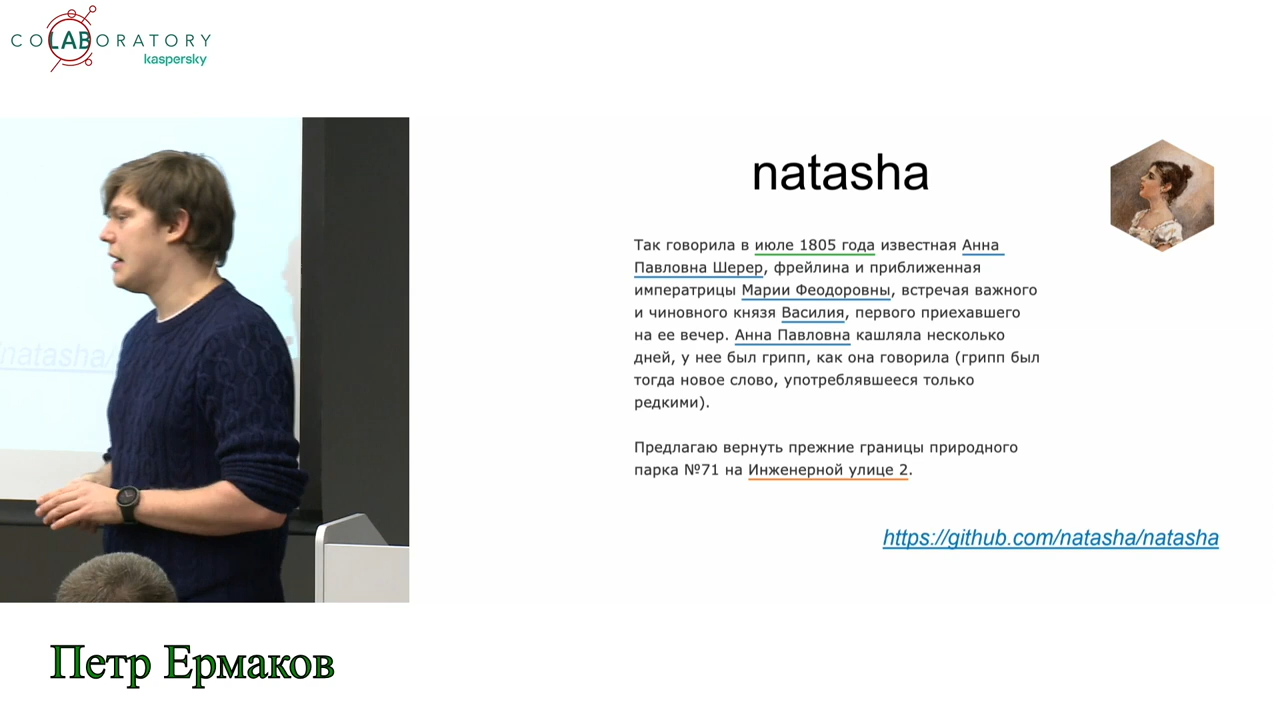 COLABORATORY
kaspersky
natasha
Так говорила в июле 1805 года известная Анна
Павловна Шерер, фрейлина и приближенная
императрицы Марии Феодоровны, встречая важного
и чиновного князя Василия, первого приехавшего
на ее вечер. Анна Павловна кашляла несколько
дней, у нее был грипп, как она говорила (грипп был
тогда новое слово, употреблявшееся только
редкими).
Предлагаю вернуть прежние границы природного
парка №71 на Инженерной улице 2.
https://github.com/natasha/natasha
/natasha/
Петр Ермаков